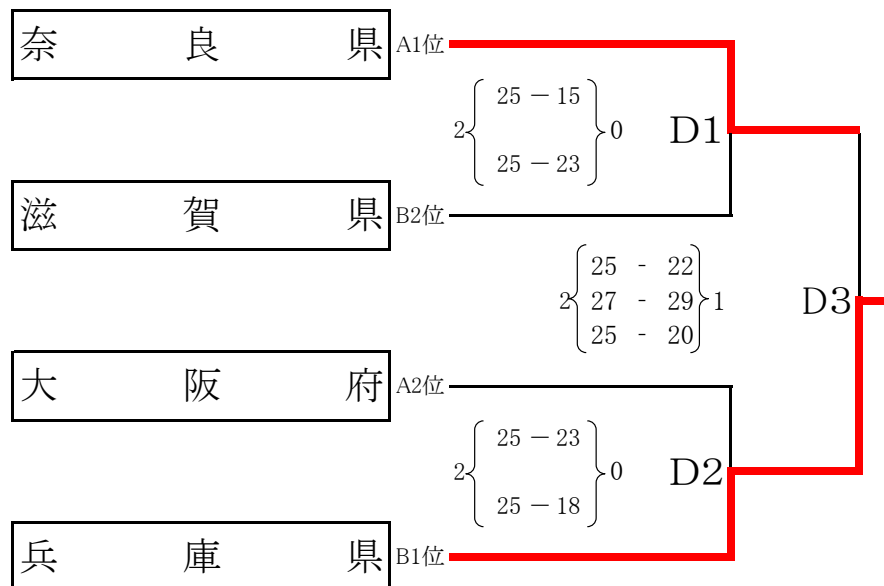 奈良県 A1位
25 － 15
2 0 D1
25 － 23
滋賀県 B2位
25 - 22
2 27 - 29 1 D3
25 - 20
大阪府 A2位
25 － 23
2 0 D2
25 － 18
兵庫県 B1位